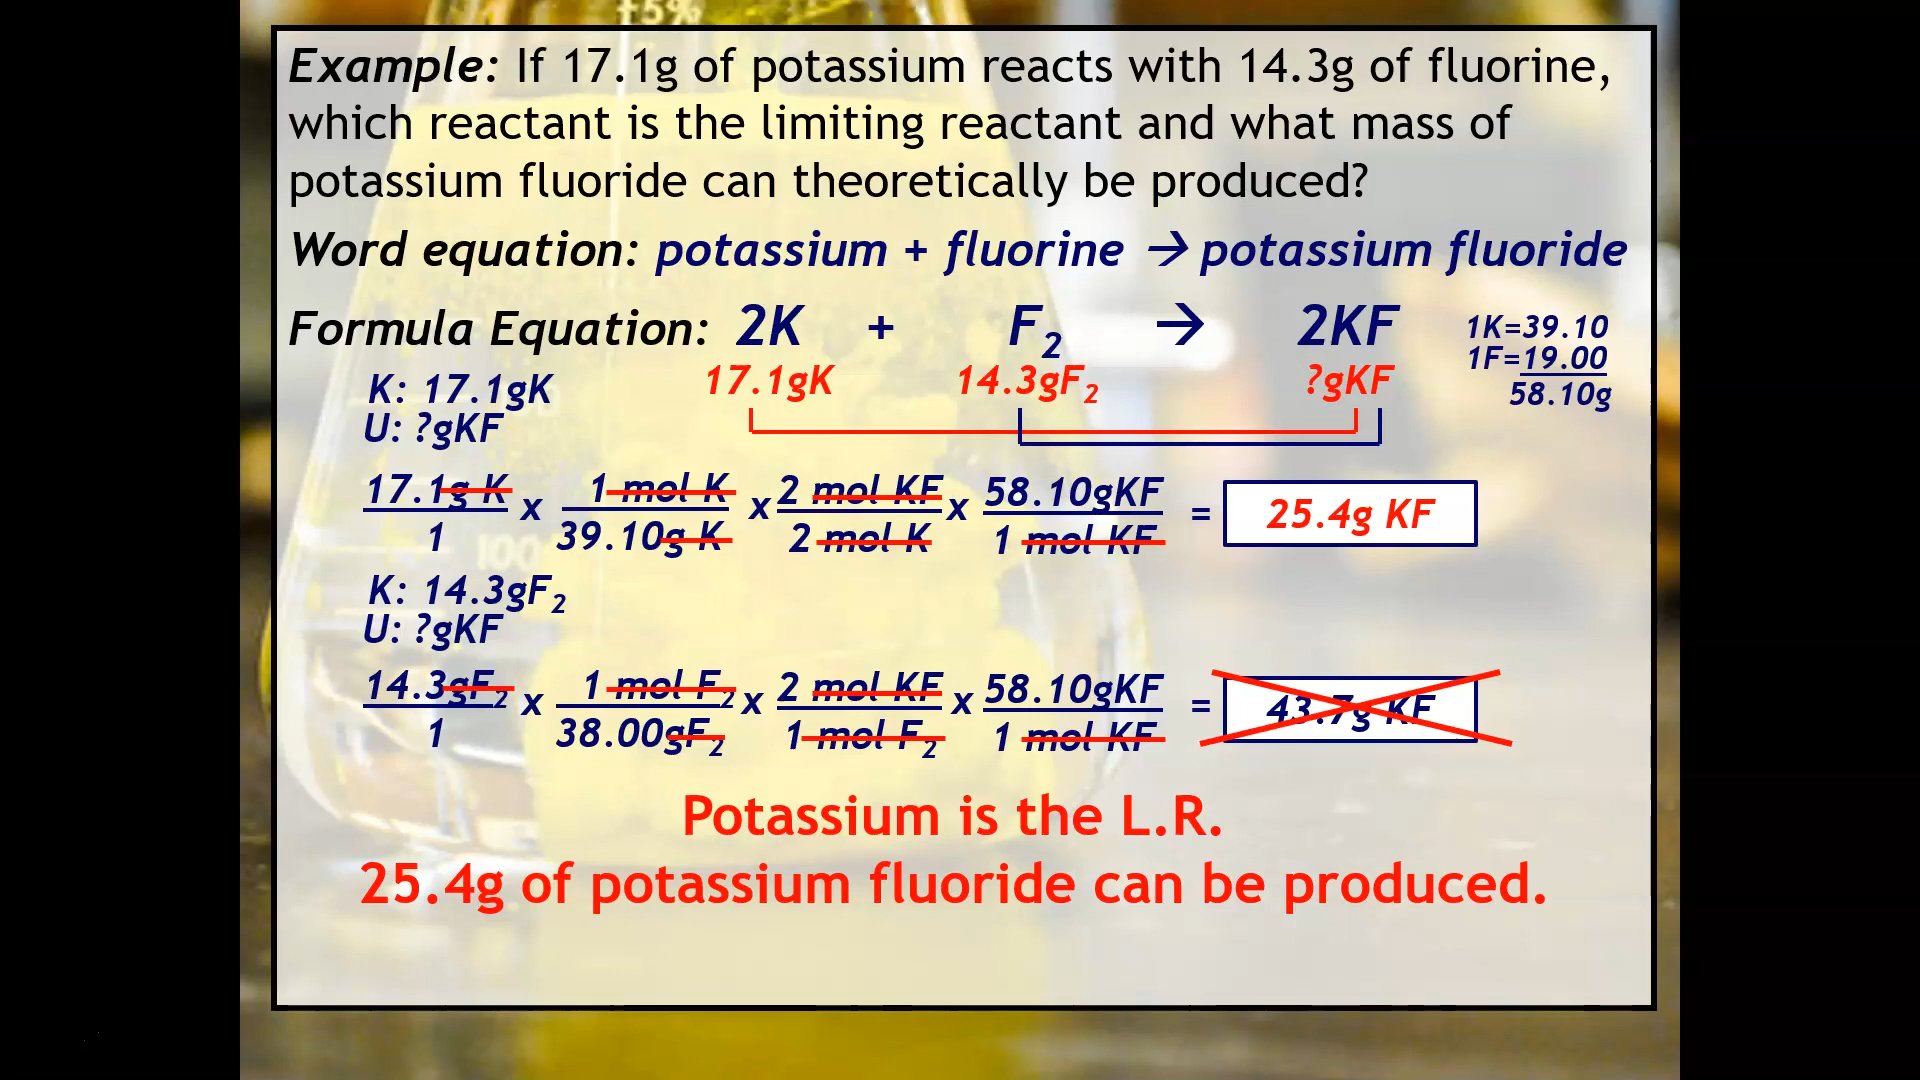 ±5%
Example: If 17.1g of potassium reacts with 14.3g of fluorine,
which reactant is the limiting reactant and what mass of
potassium fluoride can theoretically be produced?
Word equation: potassium + fluorine → potassium fluoride
Formula Equation: 2K + F₂ → 2KF
1K=39.10
1F=19.00
58.10g
17.1gK 14.3gF₂ ?gKF
K: 17.1gK
U: ?gKF
17.1g K x 1 mol K x 2 mol KF x 58.10gKF = 25.4g KF
1 39.10g K 2 mol K 1 mol KF
100
K: 14.3gF₂
U: ?gKF
14.3gF₂ x 1 mol F₂ x 2 mol KF x 58.10gKF = 43.7g KF
1 38.00gF₂ 1 mol F₂ 1 mol KF
Potassium is the L.R.
25.4g of potassium fluoride can be produced.